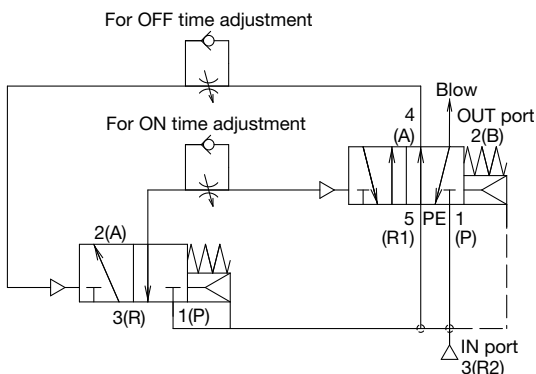 For OFF time adjustment
For ON time adjustment
Blow
4
(A)
OUT port
2(B)
5
(R1)
PE
1
(P)
2(A)
3(R)
1(P)
IN port
3(R2)